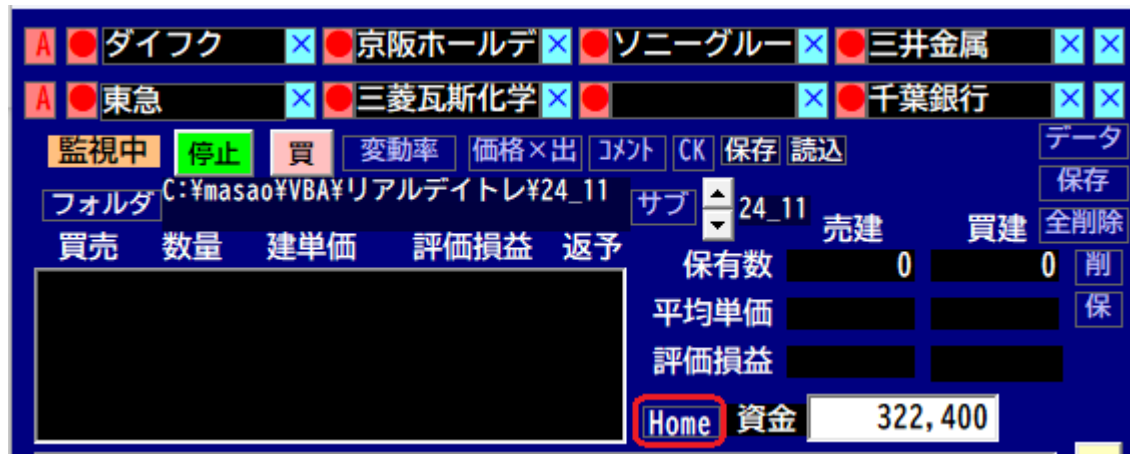 A ダイフク × 京阪ホールデ × ソニーグルー × 三井金属 × ×
A 東急 × 三菱瓦斯化学 × × 千葉銀行 × ×
監視中 停止 買 変動率 価格×出 コメント CK 保存 読込 データ
フォルダ C:¥masao¥VBA¥リアルデイトレ¥24_11 サブ 24_11 保存
売建 買建 全削除
買売 数量 建単価 評価損益 返予
保有数 0 0 削
平均単価 保
評価損益
Home 資金 322,400